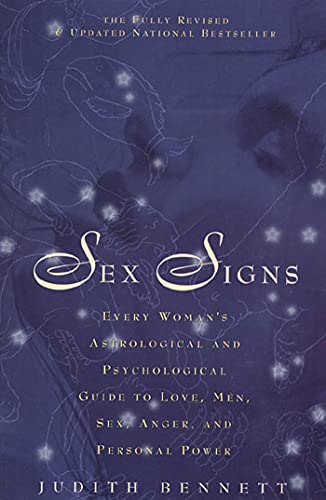 THE FULLY REVISED
& UPDATED NATIONAL BESTSELLER
SEX SIGNS
EVERY WOMAN'S
ASTROLOGICAL AND
PSYCHOLOGICAL
GUIDE TO LOVE, MEN,
SEX, ANGER, AND
PERSONAL POWER
JUDITH BENNETT